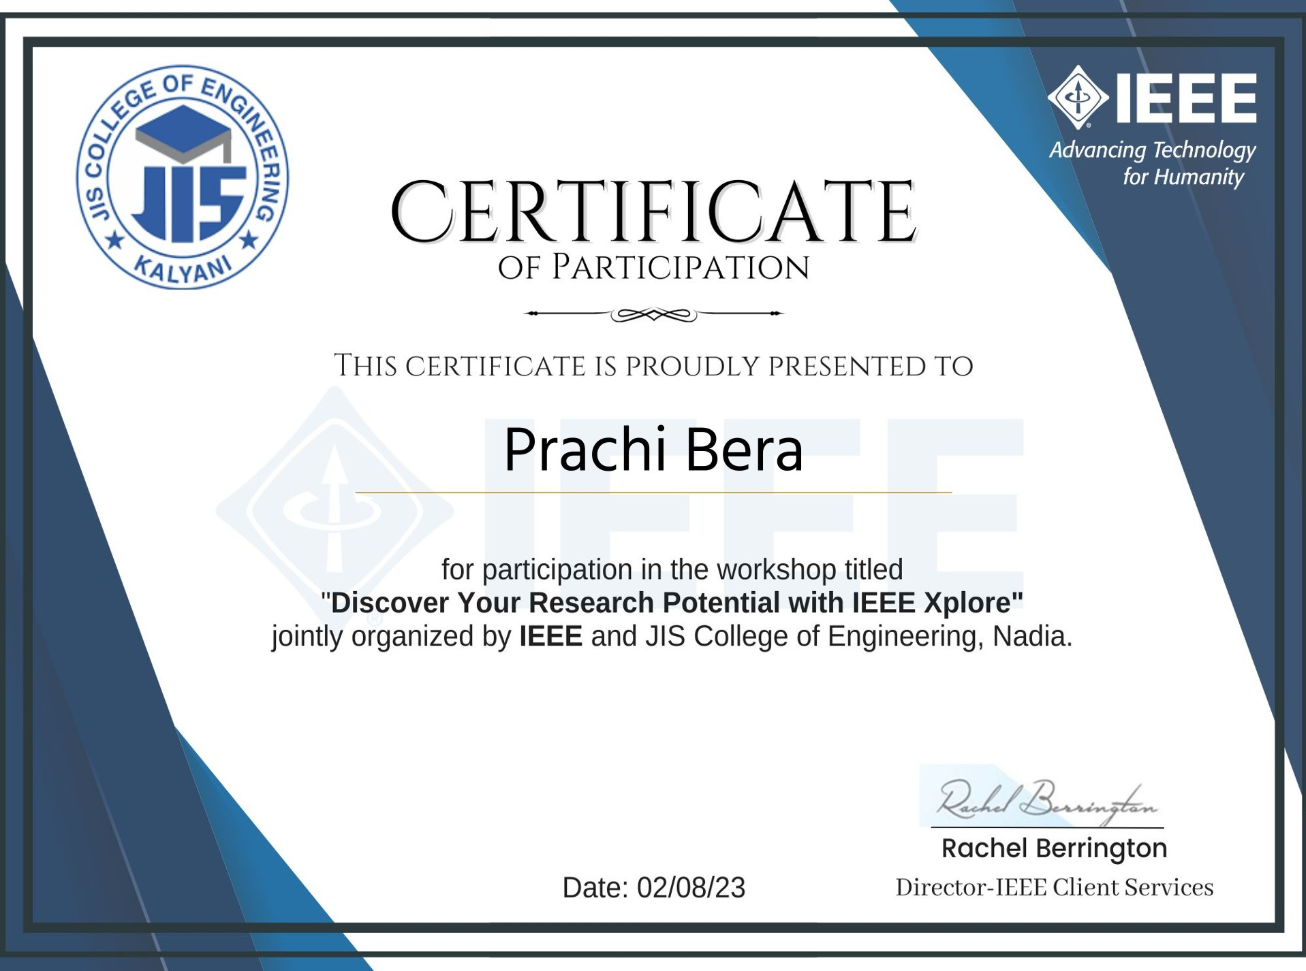 JIS COLLEGE OF ENGINEERING
JIS
KALYANI
IEEE
Advancing Technology
for Humanity
CERTIFICATE
OF PARTICIPATION
THIS CERTIFICATE IS PROUDLY PRESENTED TO
IEEE
Prachi Bera
for participation in the workshop titled
"Discover Your Research Potential with IEEE Xplore"
jointly organized by IEEE and JIS College of Engineering, Nadia.
Rachel Berrington
Rachel Berrington
Date: 02/08/23
Director-IEEE Client Services